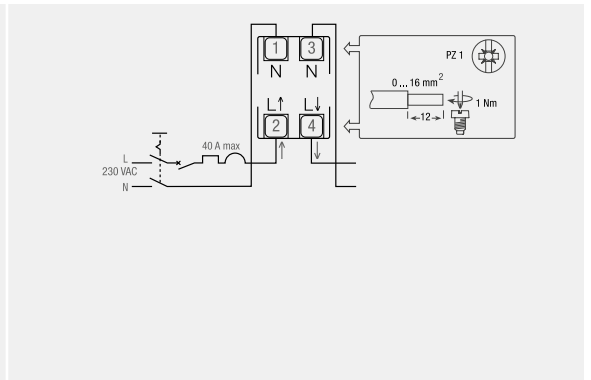 1 3
N N
PZ 1
0 ... 16 mm²
1 Nm
12
L↑ L↓
2 4
40 A max
L
230 VAC
N